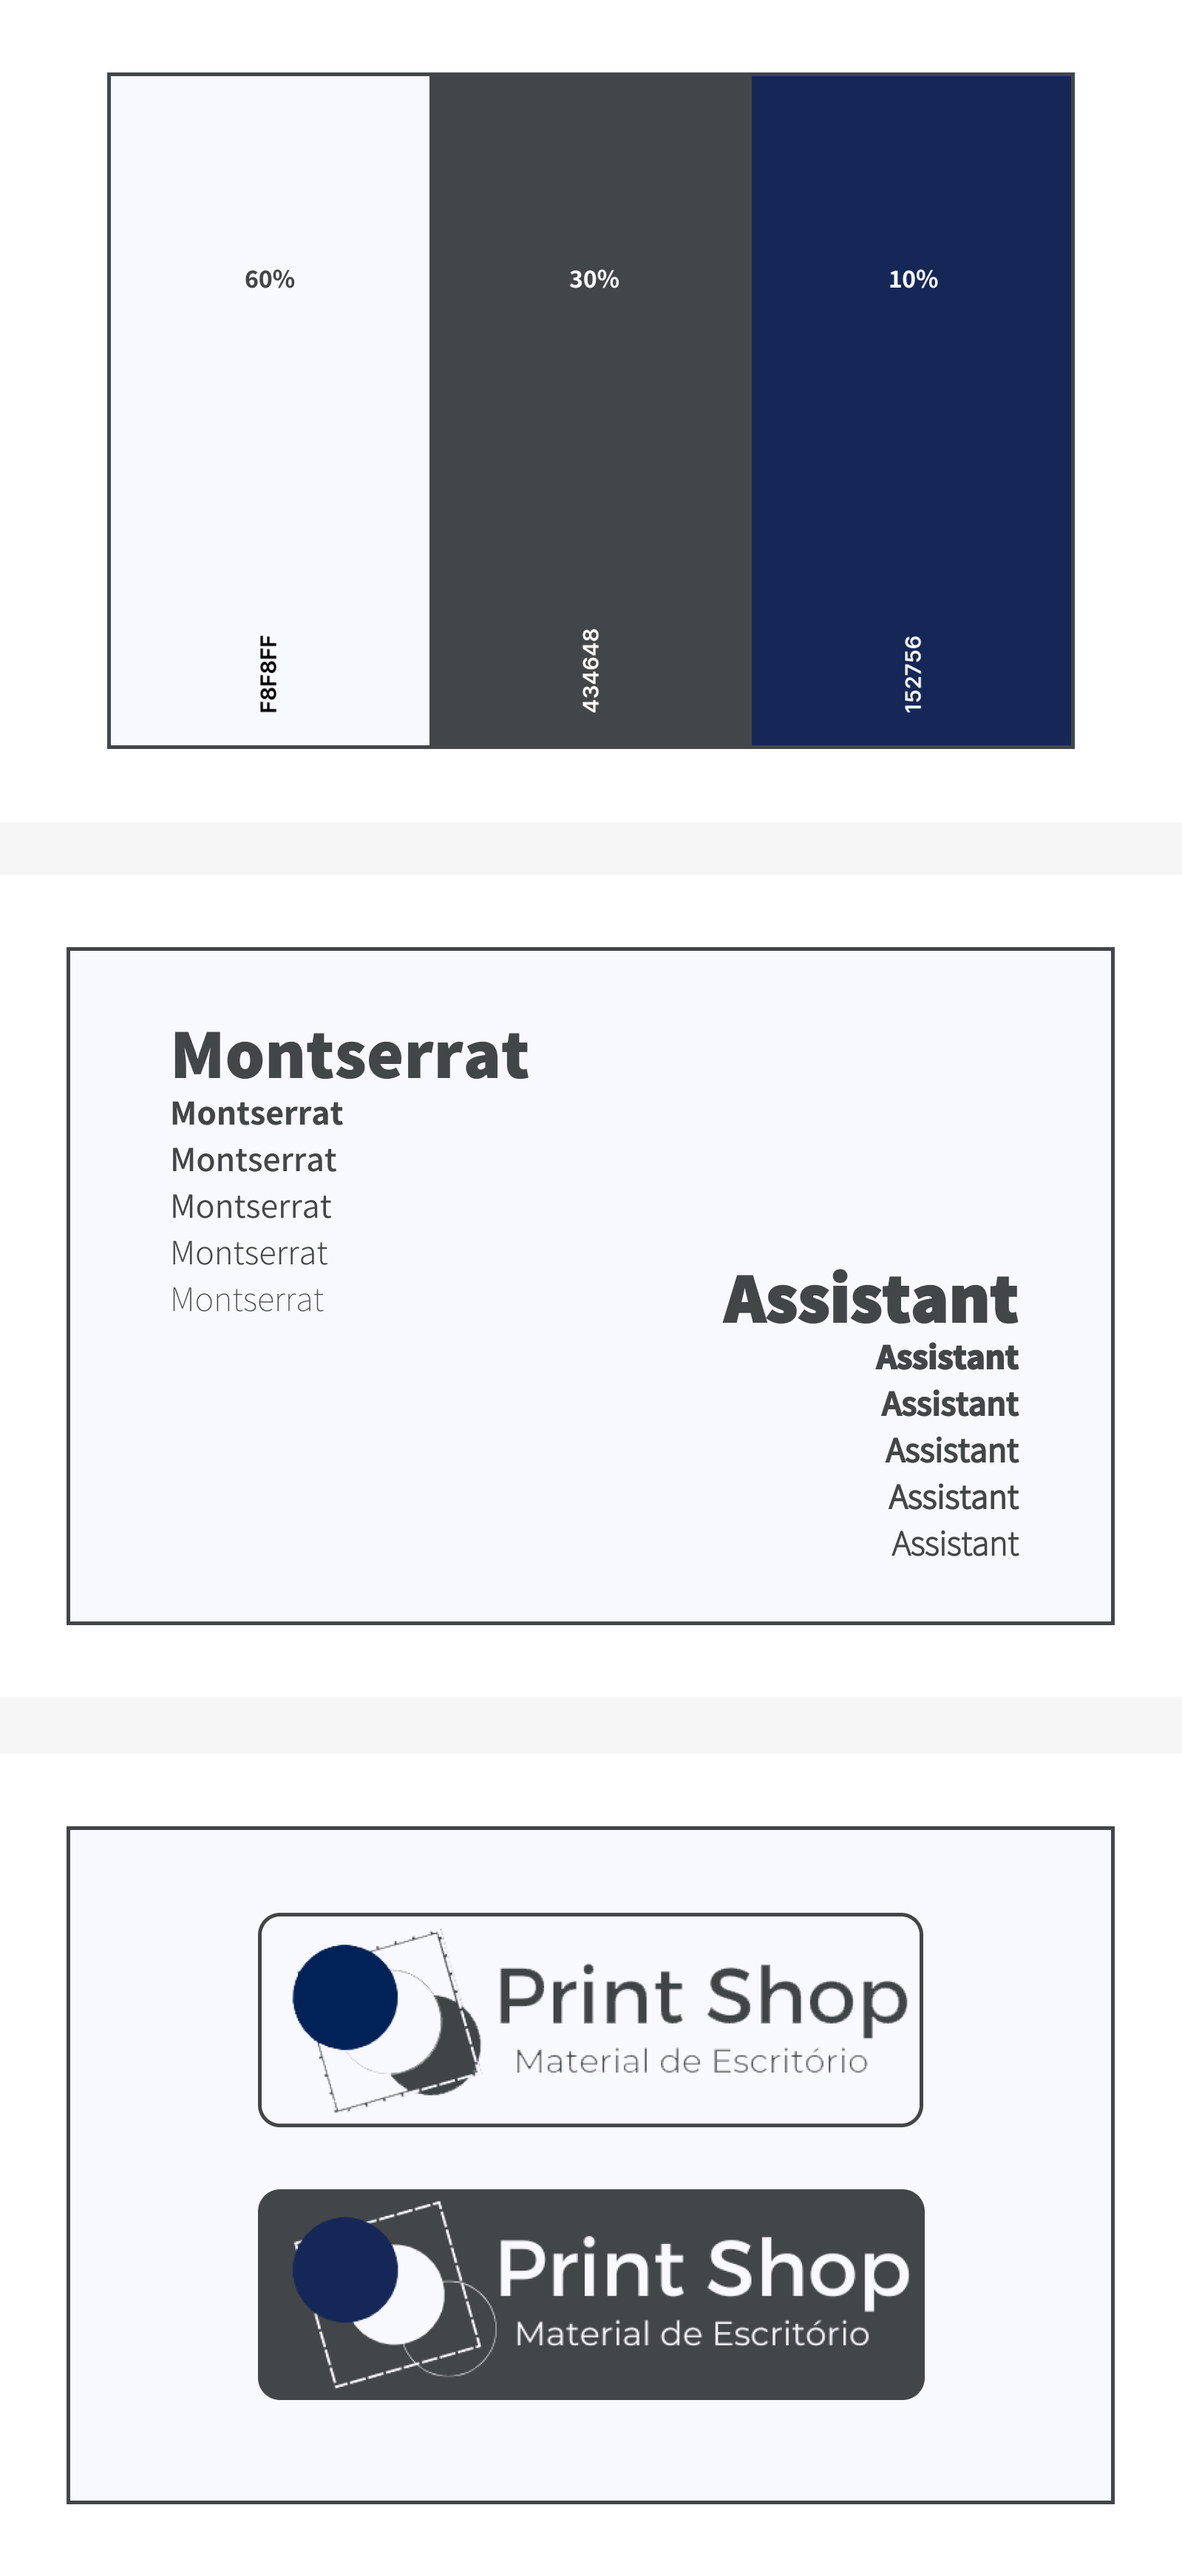 60%
30%
10%
F8F8FF
434648
152756
Montserrat
Montserrat
Montserrat
Montserrat
Montserrat
Montserrat
Assistant
Assistant
Assistant
Assistant
Assistant
Assistant
Print Shop
Material de Escritório
Print Shop
Material de Escritório